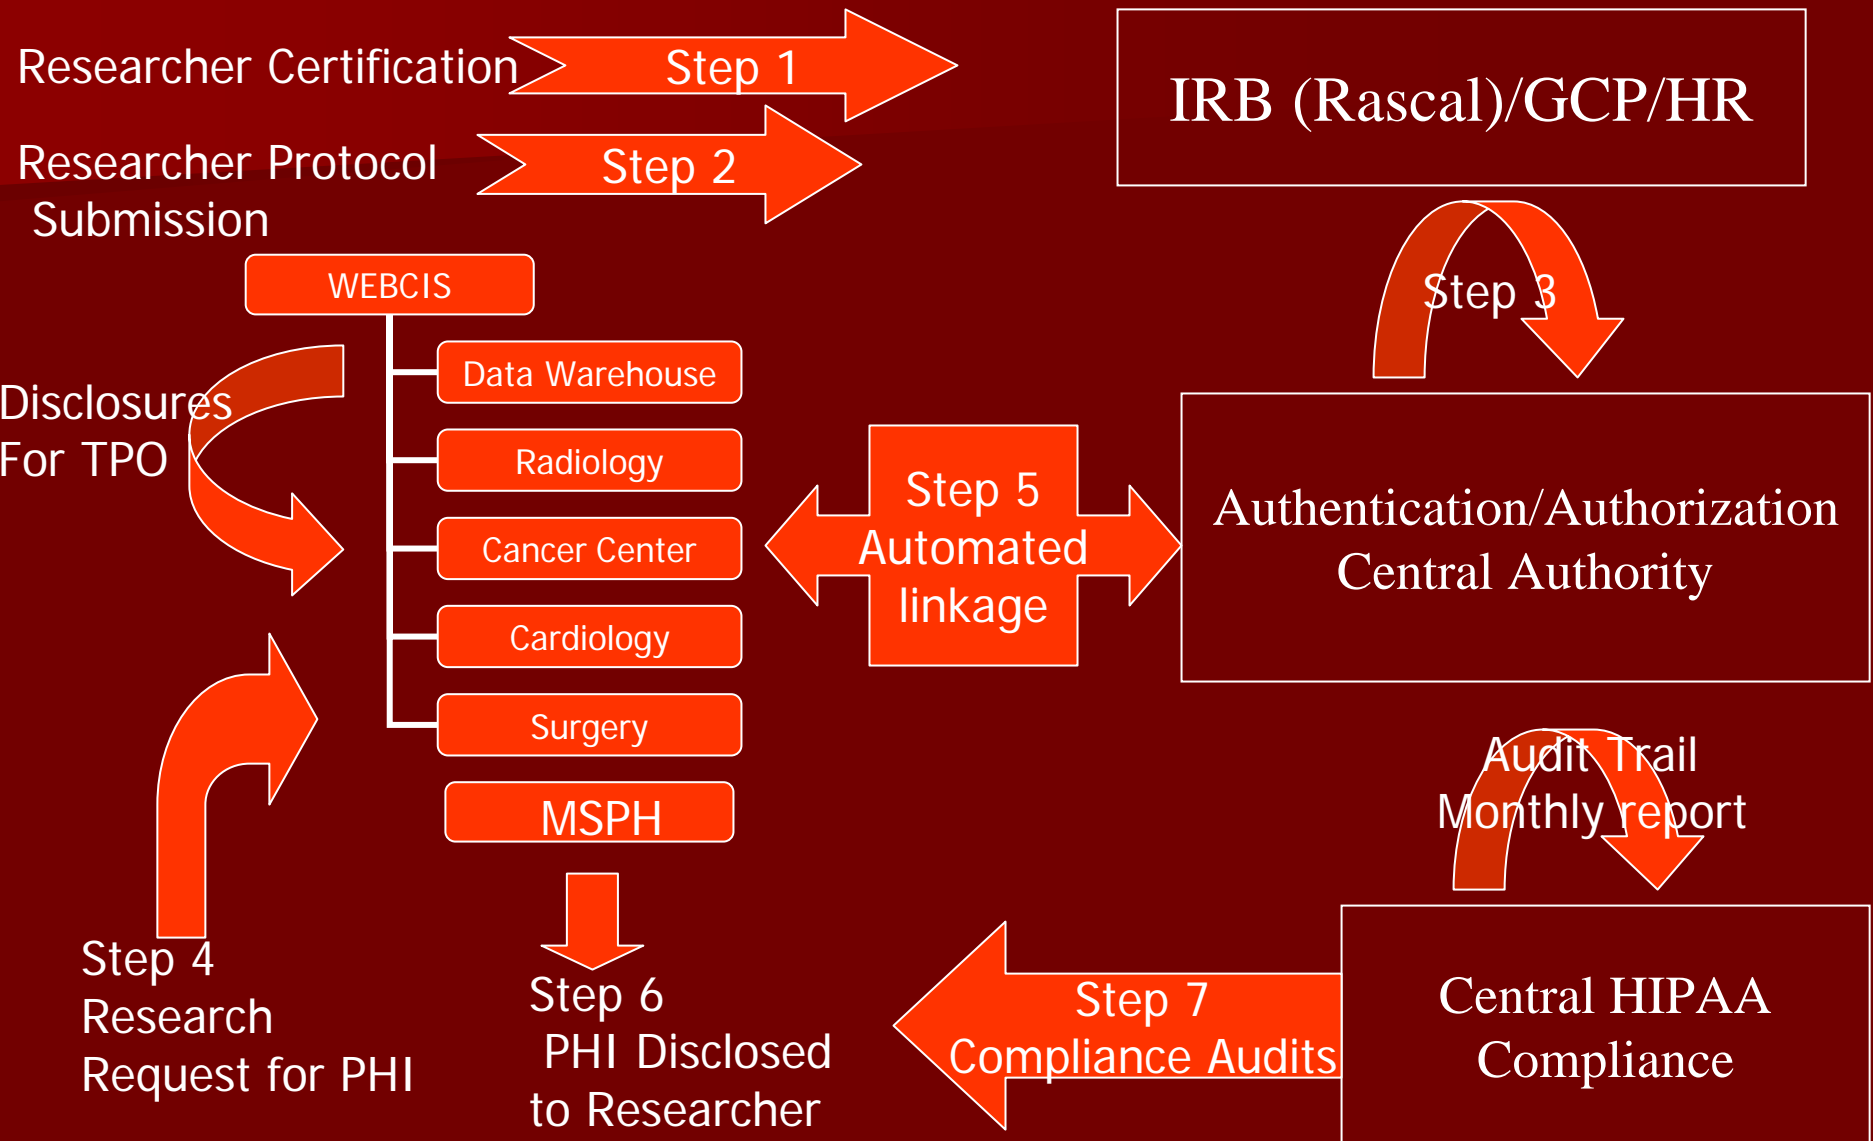 Researcher Certification
Step 1
IRB (Rascal)/GCP/HR
Researcher Protocol
Submission
Step 2
Step 3
WEBCIS
Data Warehouse
Radiology
Cancer Center
Cardiology
Surgery
MSPH
Disclosures
For TPO
Step 5
Automated
linkage
Authentication/Authorization
Central Authority
Audit Trail
Monthly report
Step 4
Research
Request for PHI
Step 6
PHI Disclosed
to Researcher
Step 7
Compliance Audits
Central HIPAA
Compliance